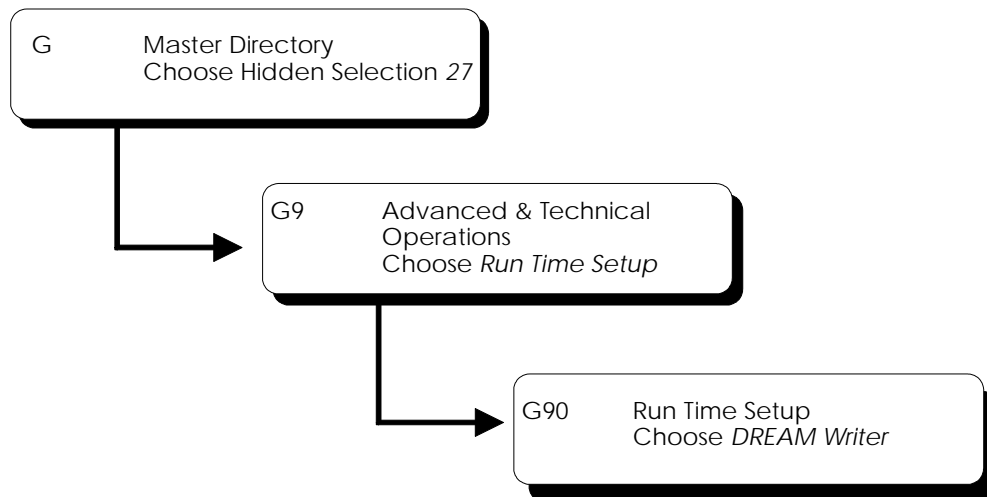 G Master Directory
Choose Hidden Selection 27
G9 Advanced & Technical
Operations
Choose Run Time Setup
G90 Run Time Setup
Choose DREAM Writer